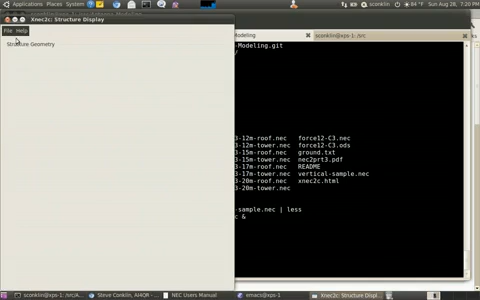 Applications Places System
sconklin 84 °F Sun Aug 28, 7:20 PM
Xnec2c: Structure Display
File Help
Structure Geometry
Modeling
sconklin@xps-1: /src
-Modeling.git
/
3-12m-roof.nec force12-C3.nec
3-12m-tower.nec force12-C3.ods
3-15m-roof.nec ground.txt
3-15m-tower.nec nec2prt3.pdf
3-17m-roof.nec README
3-17m-tower.nec vertical-sample.nec
3-20m-roof.nec xnec2c.html
3-20m-tower.nec
-sample.nec | less
c &
sconklin@xps-1: /src/A...
Steve Conklin, AI4QR - ...
NEC Users Manual
emacs@xps-1
Xnec2c: Structure Displ...